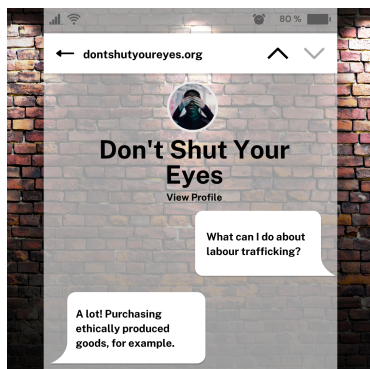 80 %
dontshutyoureyes.org
Don't Shut Your
Eyes
View Profile
What can I do about
labour trafficking?
A lot! Purchasing
ethically produced
goods, for example.